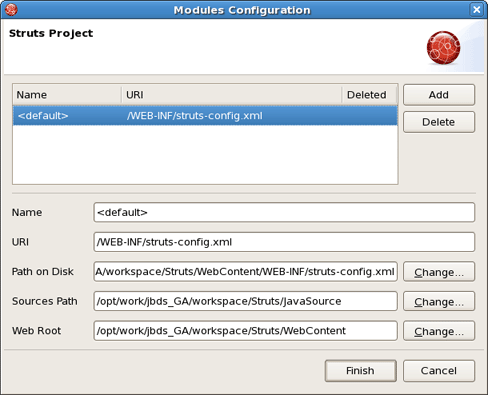 Modules Configuration
Struts Project
Name URI Deleted
<default> /WEB-INF/struts-config.xml
Add
Delete
Name <default>
URI /WEB-INF/struts-config.xml
Path on Disk A/workspace/Struts/WebContent/WEB-INF/struts-config.xml Change...
Sources Path /opt/work/jbds_GA/workspace/Struts/JavaSource Change...
Web Root /opt/work/jbds_GA/workspace/Struts/WebContent Change...
Finish Cancel